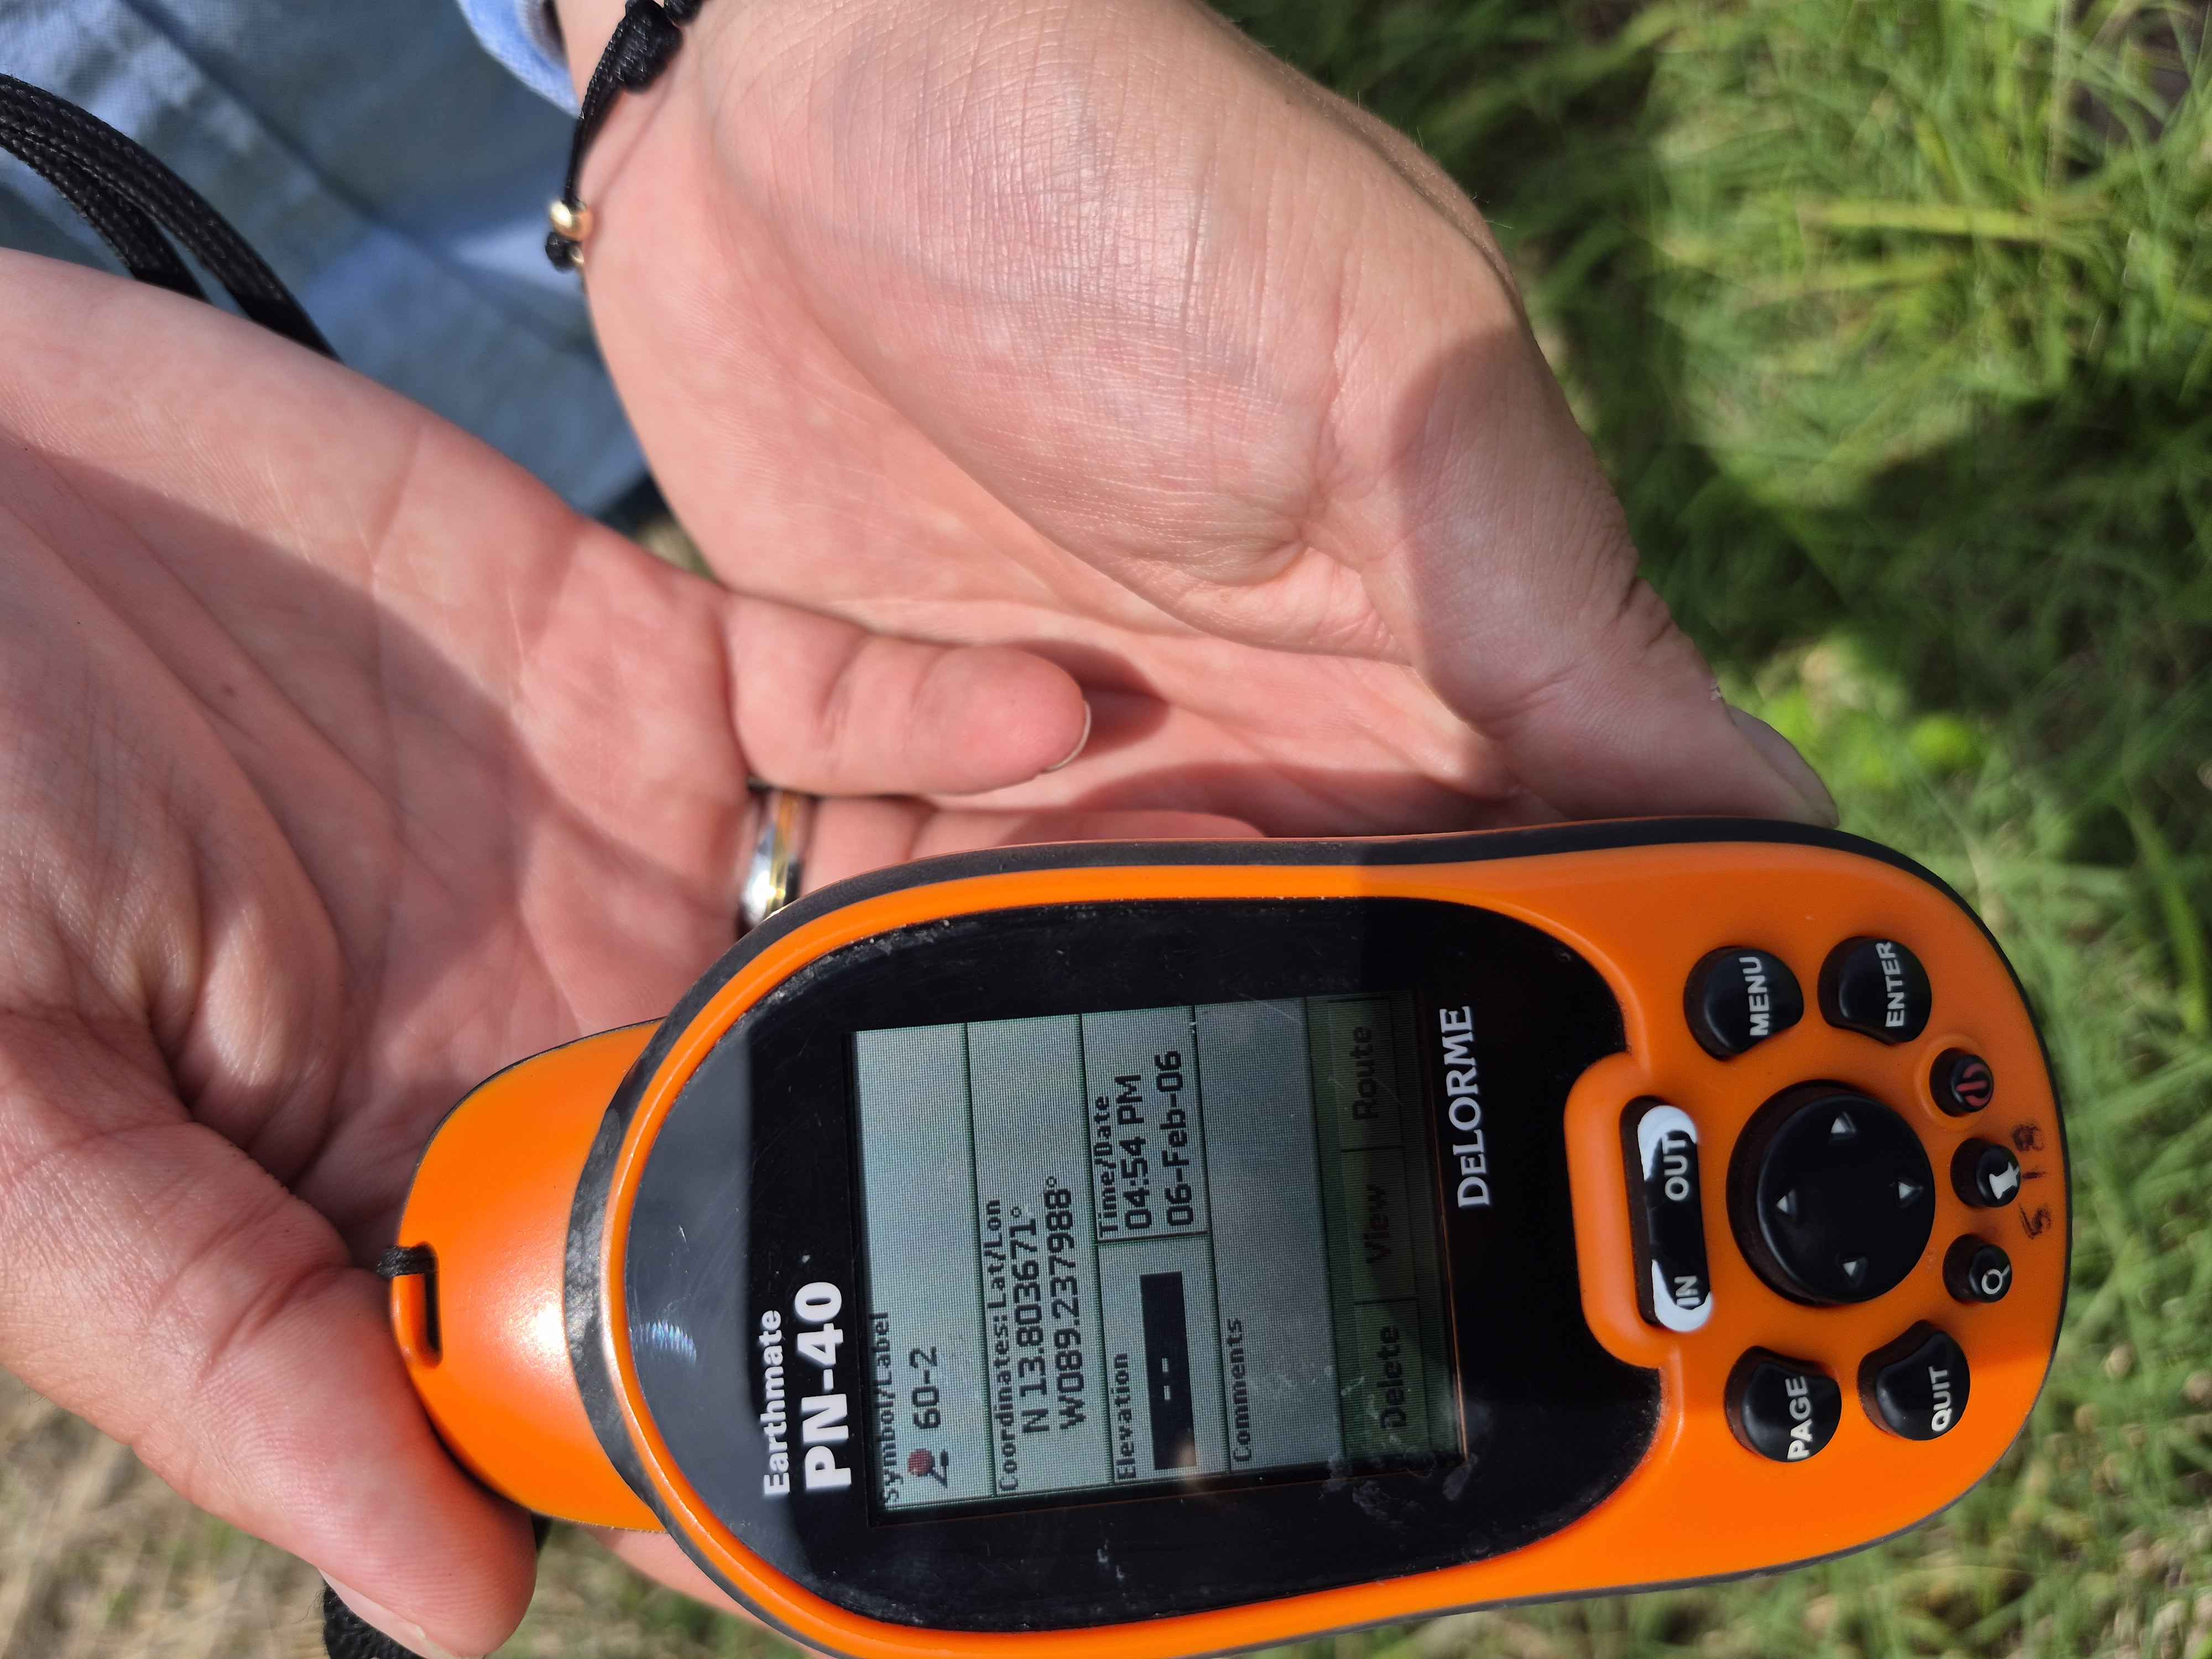 Earthmate
PN-40
Symbol/Label
60-2
Coordinates:Lat/Lon
N 13.803671°
W089.237988°
Elevation
--
Time/Date
04:54 PM
06-Feb-06
Comments
Delete View Route
DELORME
IN OUT
PAGE MENU
QUIT ENTER
518